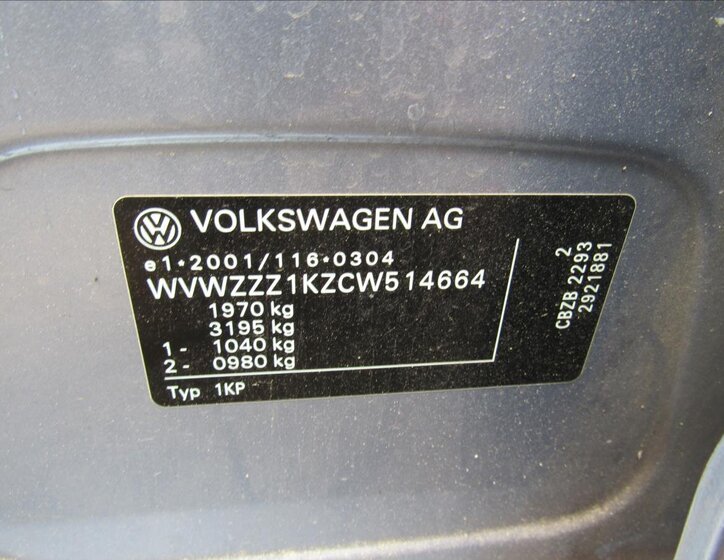 VOLKSWAGEN AG
e1*2001/116*0304
WVWZZZ1KZCW514664
1970 kg
3195 kg
1- 1040 kg
2- 0980 kg
Typ 1KP
2
CBZB 2293
2921881